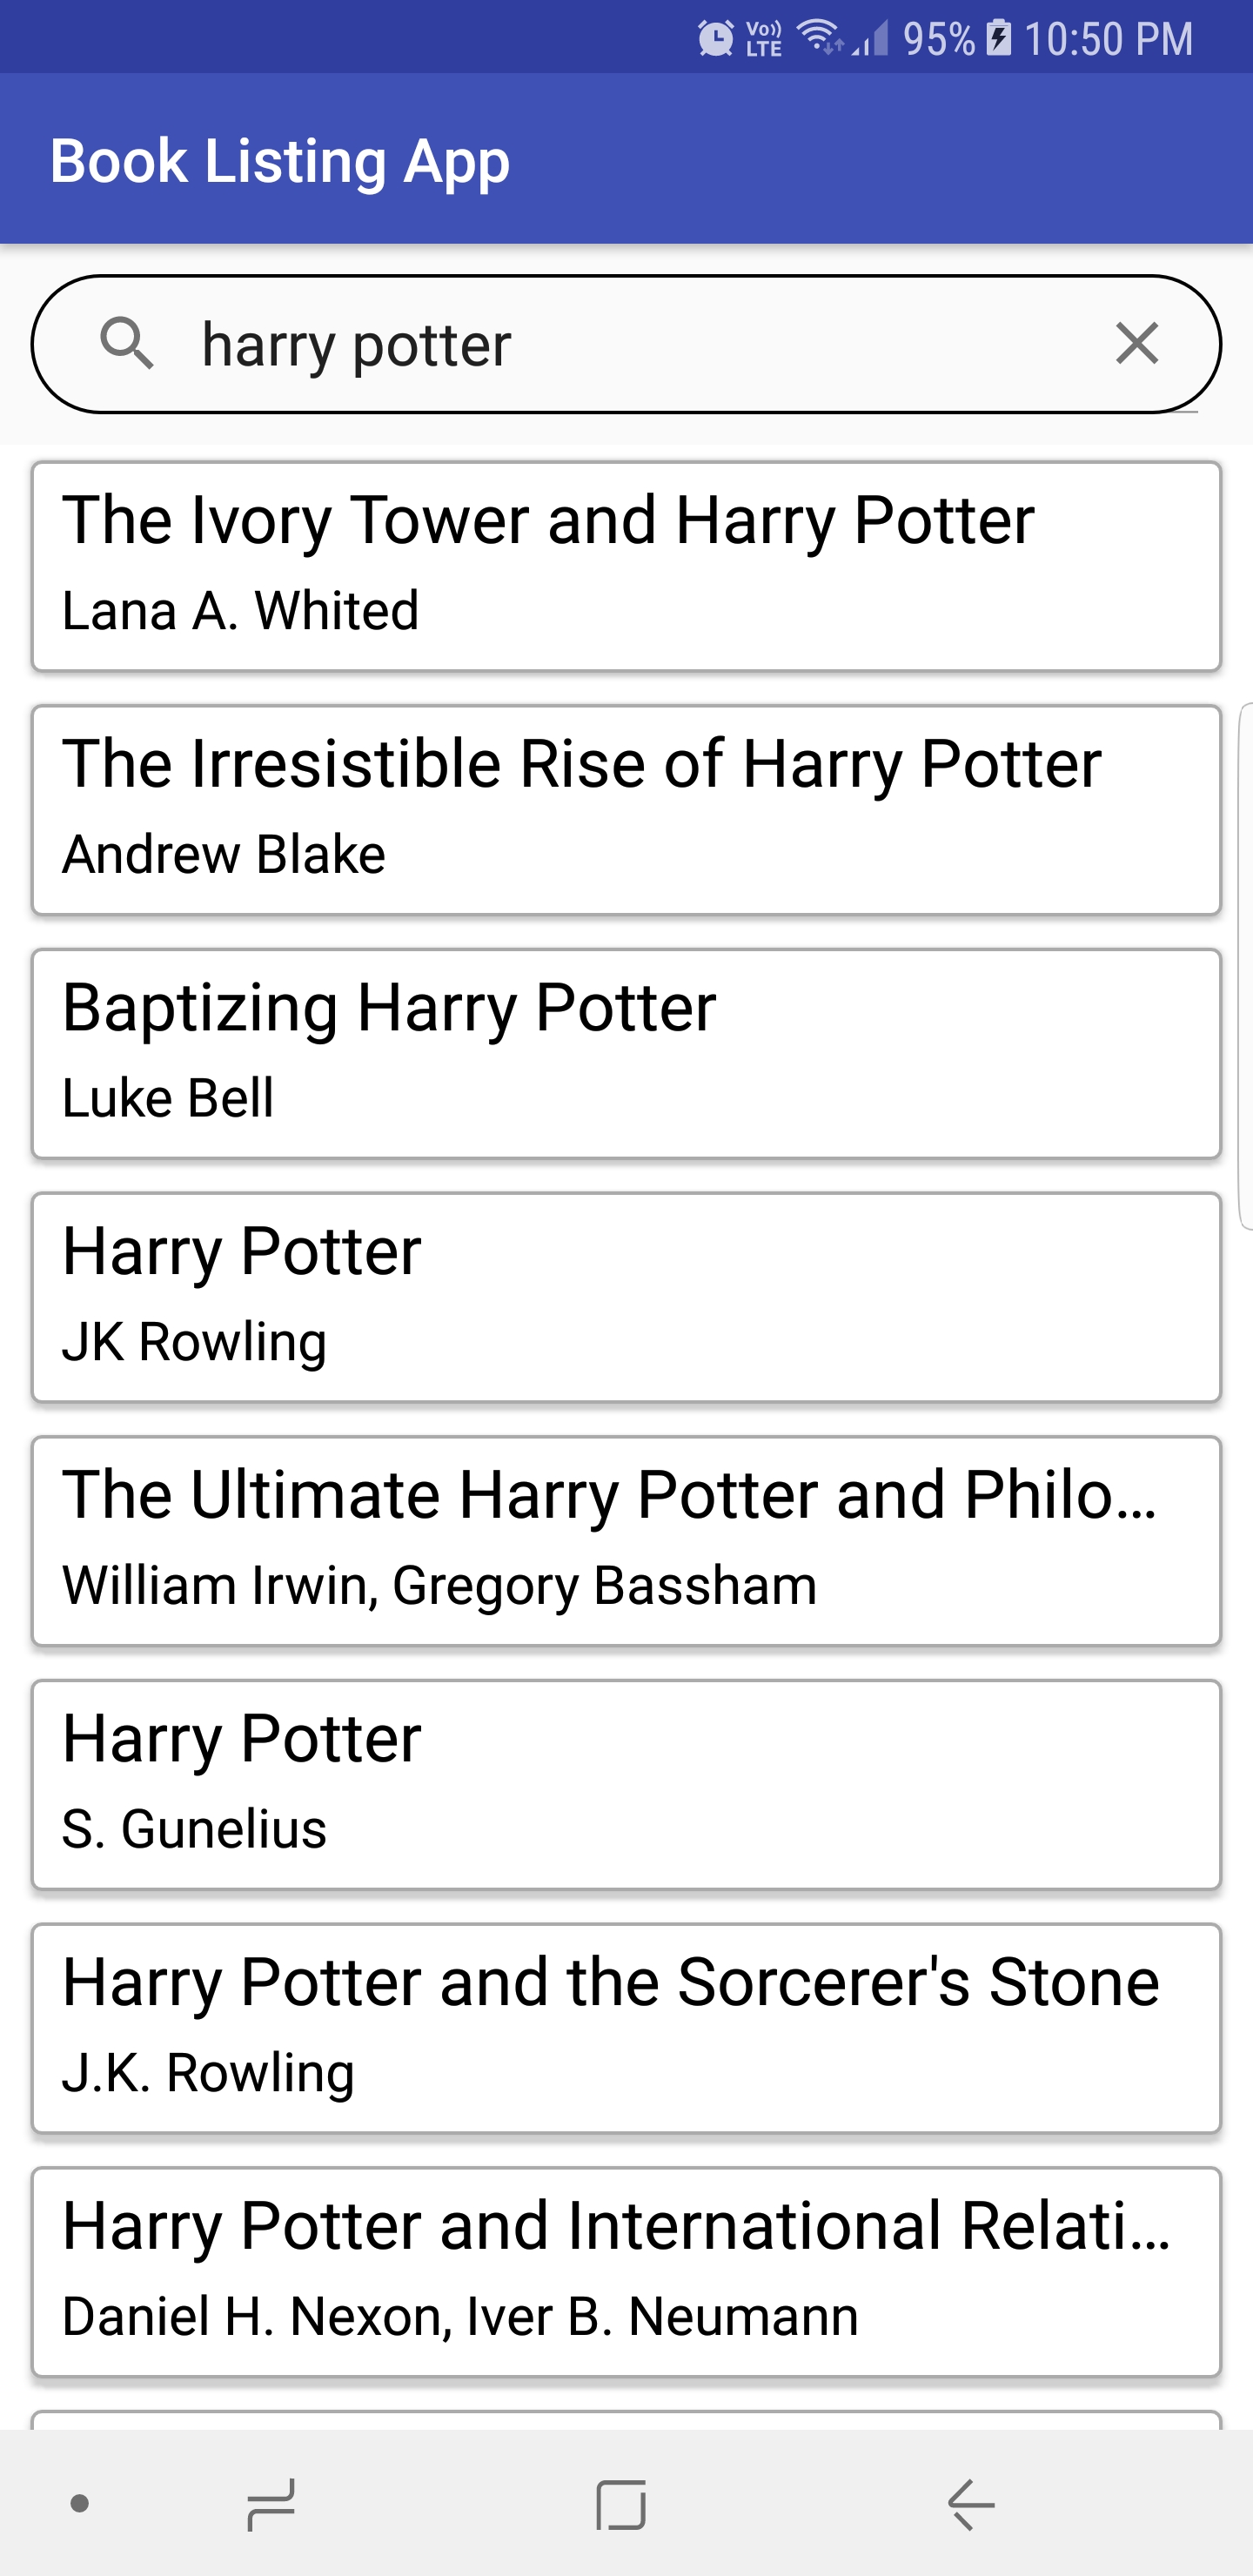 Vo)) LTE 95% 10:50 PM
Book Listing App
harry potter
The Ivory Tower and Harry Potter
Lana A. Whited
The Irresistible Rise of Harry Potter
Andrew Blake
Baptizing Harry Potter
Luke Bell
Harry Potter
JK Rowling
The Ultimate Harry Potter and Philo...
William Irwin, Gregory Bassham
Harry Potter
S. Gunelius
Harry Potter and the Sorcerer's Stone
J.K. Rowling
Harry Potter and International Relati...
Daniel H. Nexon, Iver B. Neumann